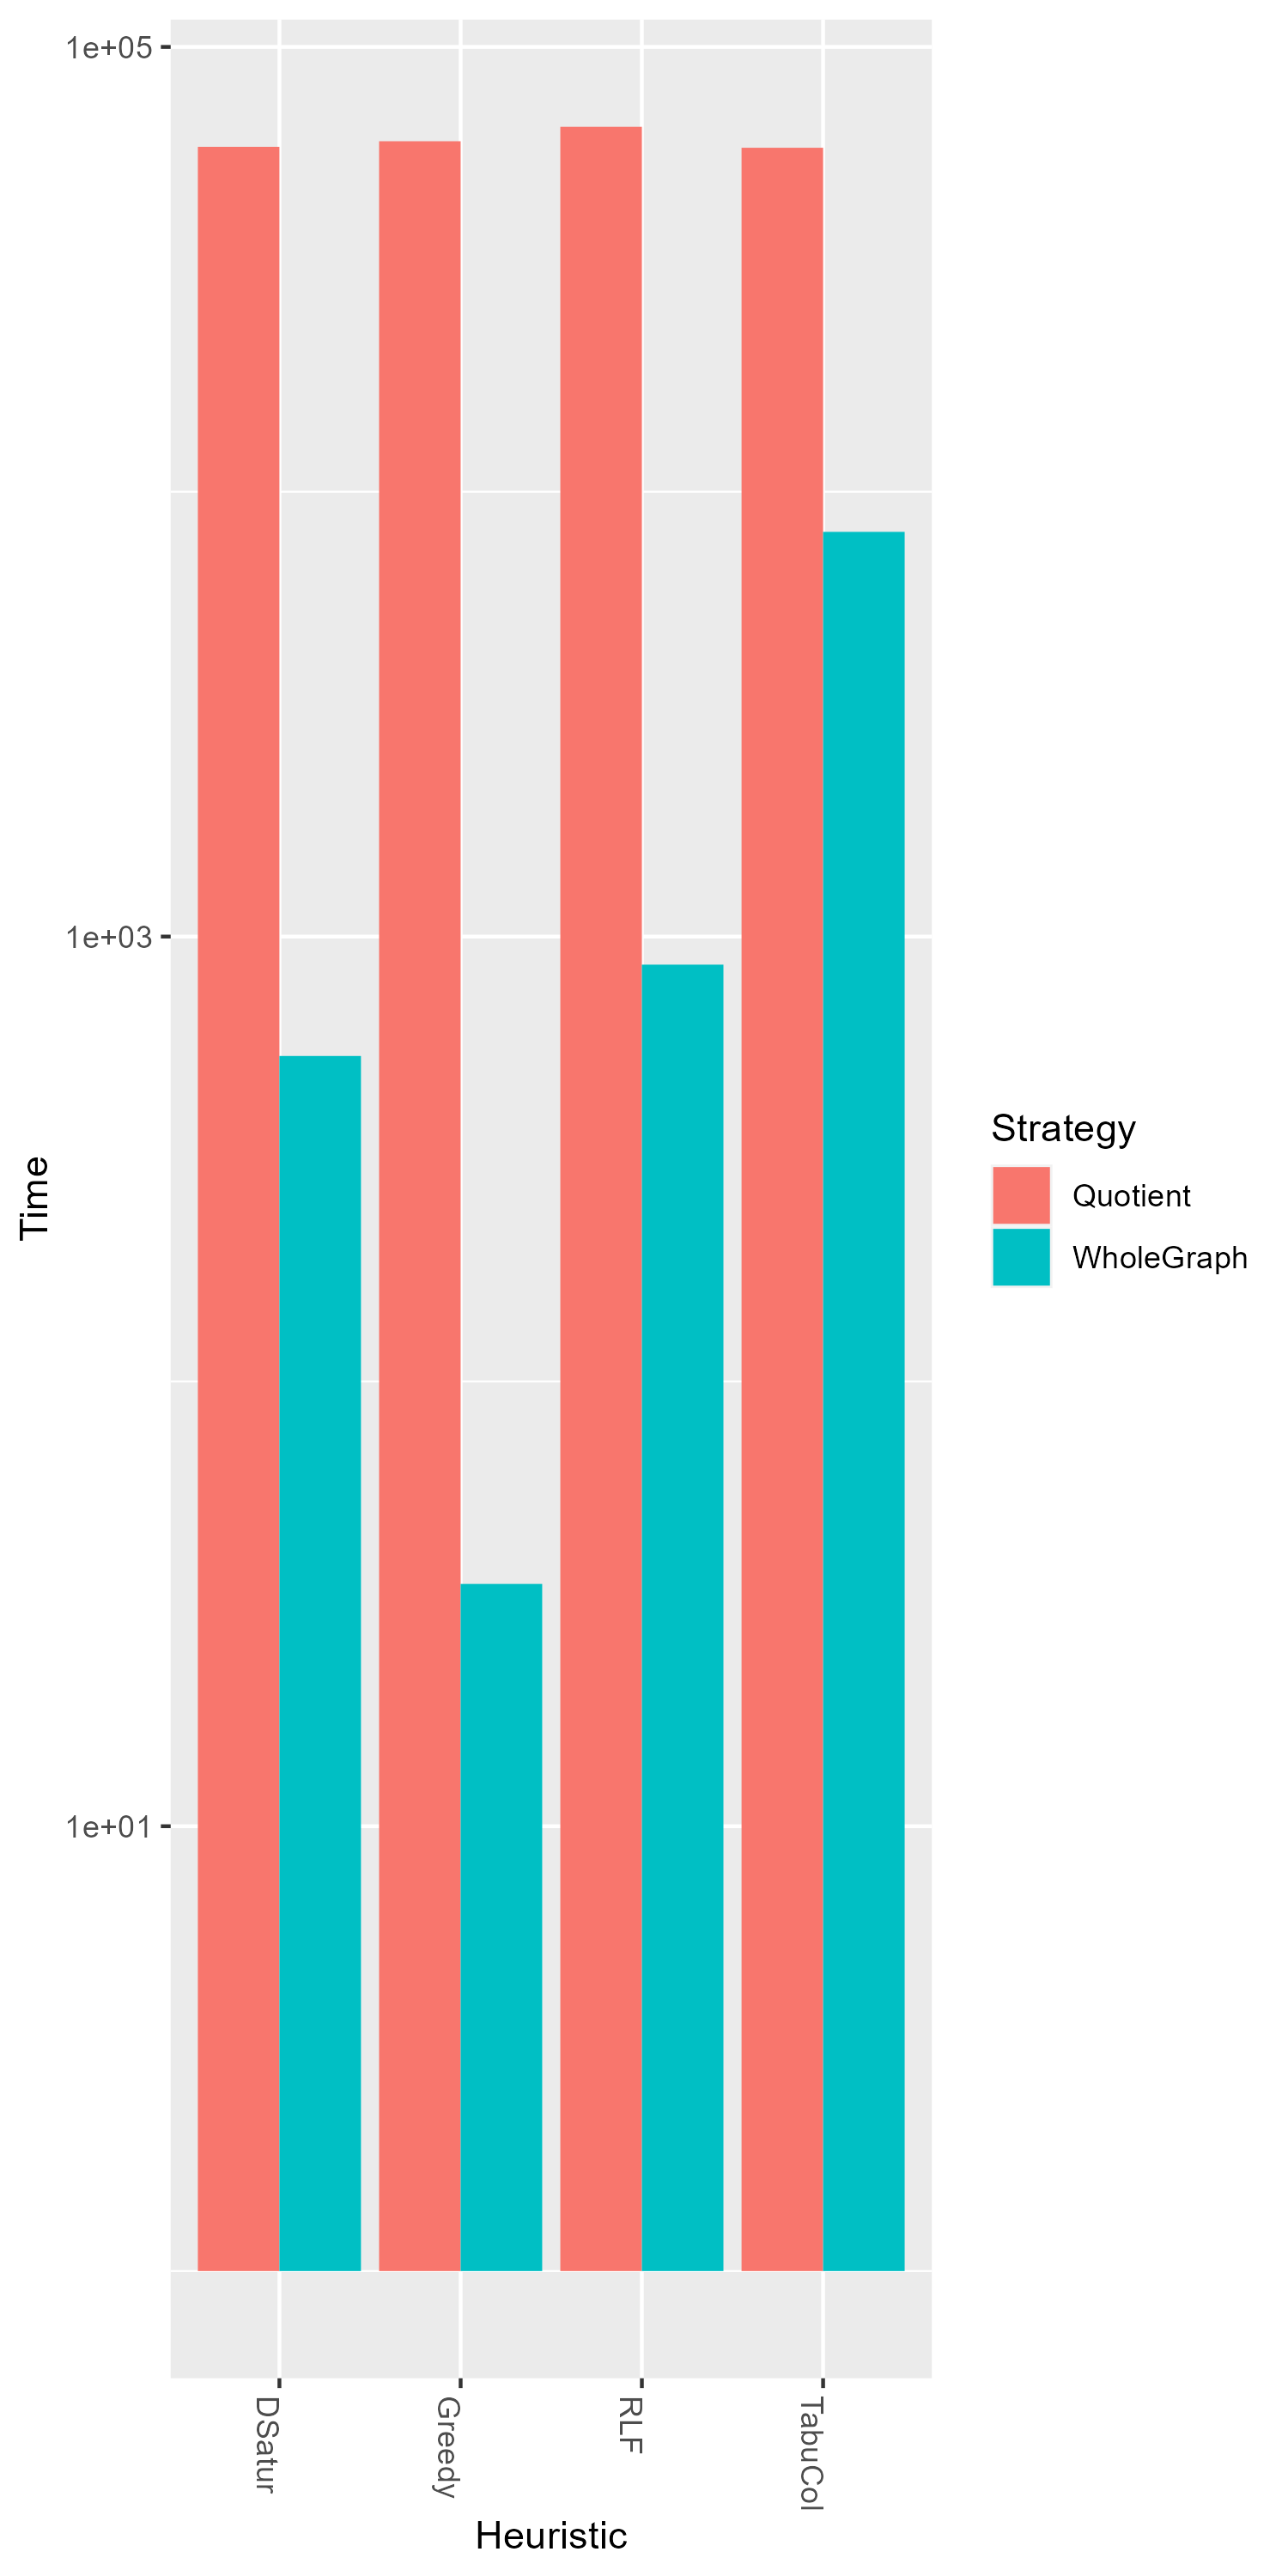 1e+05
1e+03
1e+01
Time
DSatur
Greedy
RLF
TabuCol
Heuristic
Strategy
Quotient
WholeGraph